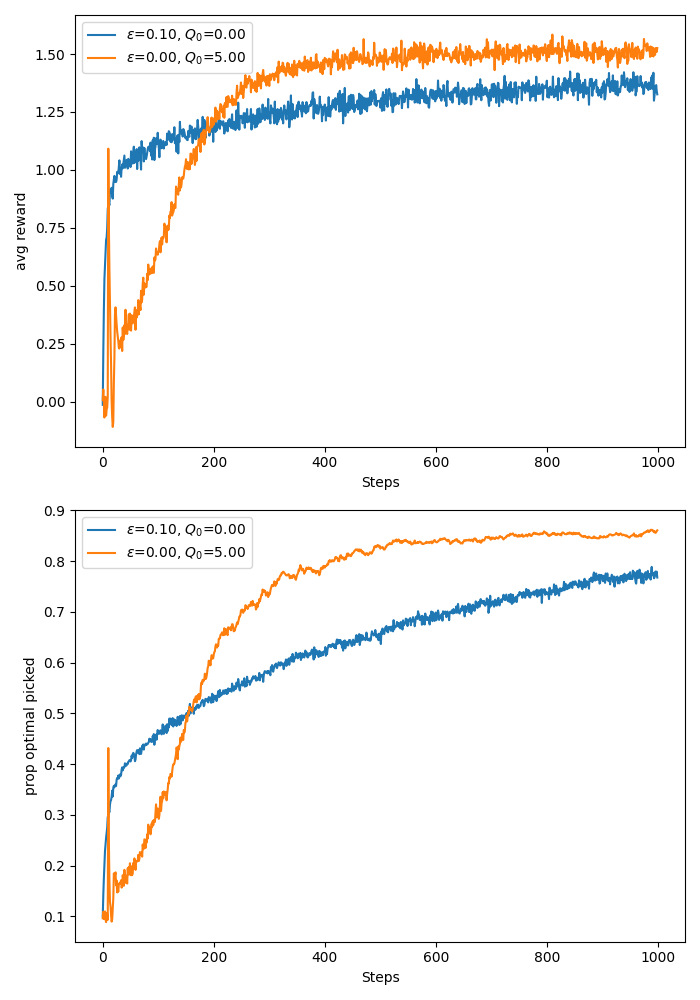 ε=0.10, Q₀=0.00
ε=0.00, Q₀=5.00
1.50
1.25
1.00
0.75
0.50
0.25
0.00
avg reward
0 200 400 600 800 1000
Steps
ε=0.10, Q₀=0.00
ε=0.00, Q₀=5.00
0.9
0.8
0.7
0.6
0.5
0.4
0.3
0.2
0.1
prop optimal picked
0 200 400 600 800 1000
Steps